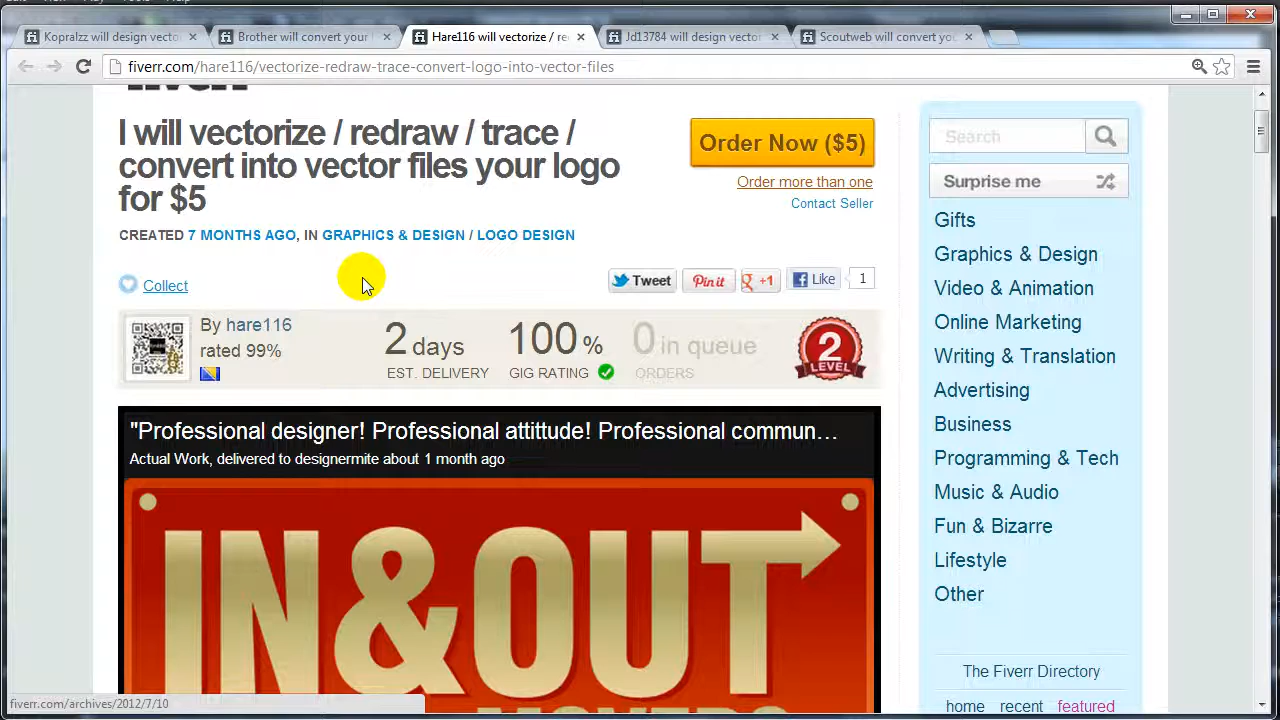 Kopralzz will design vecto
Brother will convert your
Hare116 will vectorize / re
Jd13784 will design vector
Scoutweb will convert you
fiverr.com/hare116/vectorize-redraw-trace-convert-logo-into-vector-files
fiverr
I will vectorize / redraw / trace /
convert into vector files your logo
for $5
CREATED 7 MONTHS AGO, IN GRAPHICS & DESIGN / LOGO DESIGN
Order Now ($5)
Order more than one
Contact Seller
Collect
Tweet
Pin it
g +1
Like
1
By hare116
rated 99%
2 days
EST. DELIVERY
100 %
GIG RATING
0 in queue
ORDERS
2
LEVEL
"Professional designer! Professional attittude! Professional commun...
Actual Work, delivered to designermite about 1 month ago
IN&OUT
MOVERS
Search
Surprise me
Gifts
Graphics & Design
Video & Animation
Online Marketing
Writing & Translation
Advertising
Business
Programming & Tech
Music & Audio
Fun & Bizarre
Lifestyle
Other
The Fiverr Directory
home recent featured
fiverr.com/archives/2012/7/10